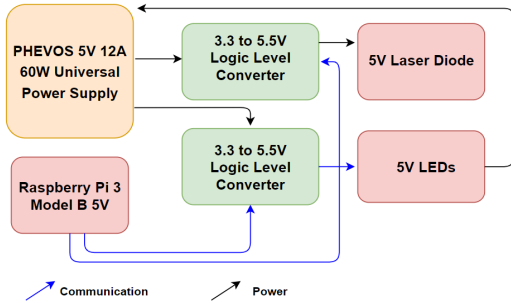 PHEVOS 5V 12A
60W Universal
Power Supply
3.3 to 5.5V
Logic Level
Converter
5V Laser Diode
3.3 to 5.5V
Logic Level
Converter
5V LEDs
Raspberry Pi 3
Model B 5V
Communication
Power